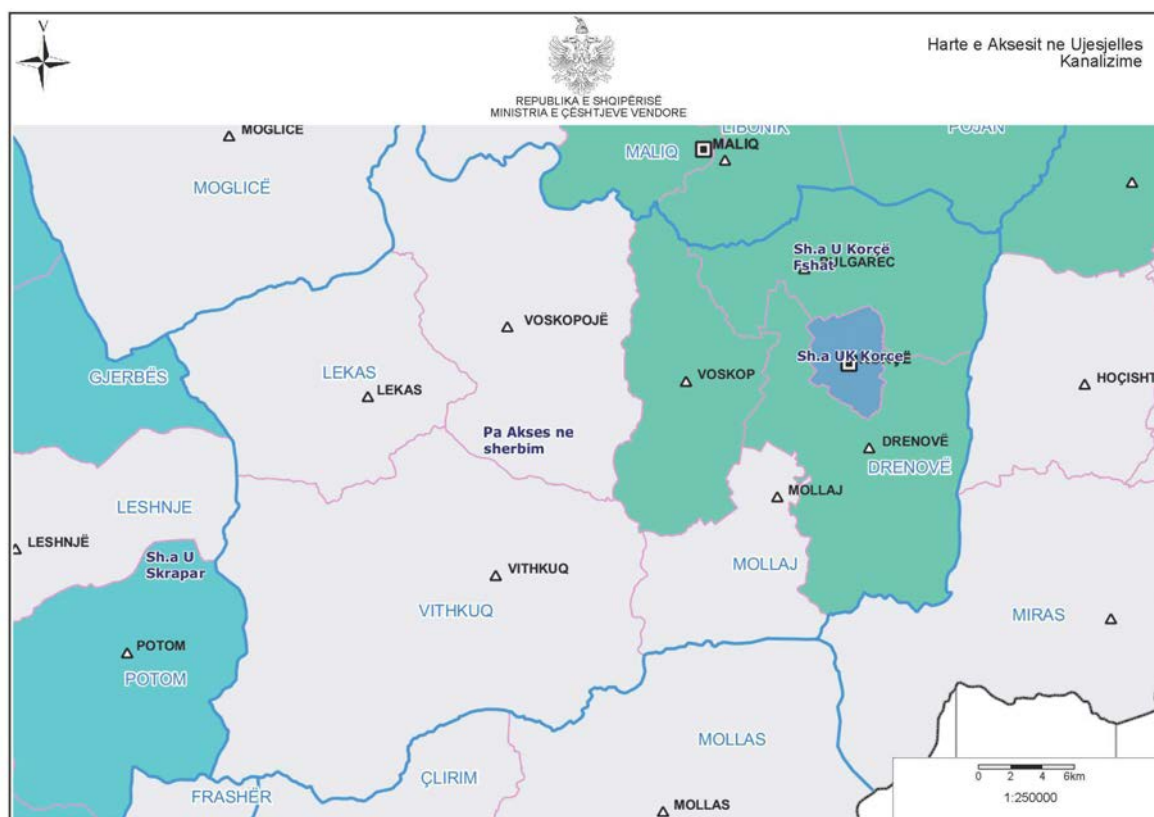 V
Harte e Aksesit ne Ujesjelles
Kanalizime
REPUBLIKA E SHQIPËRISË
MINISTRIA E ÇËSHTJEVE VENDORE
MOGLICE
LIBONIK
POJAN
MALIQ
MALIQ
MOGLICË
Sh.a U Korçë
Fshat
BULGAREC
VOSKOPOJË
Sh.a UK Korçe
KORÇË
GJERBËS
LEKAS
LEKAS
VOSKOP
HOÇISHT
Pa Akses ne
sherbim
DRENOVË
DRENOVË
MOLLAJ
LESHNJE
LESHNJË
Sh.a U
Skrapar
VITHKUQ
MOLLAJ
VITHKUQ
MIRAS
POTOM
POTOM
MOLLAS
ÇLIRIM
FRASHËR
MOLLAS
0 2 4 6km
1:250000